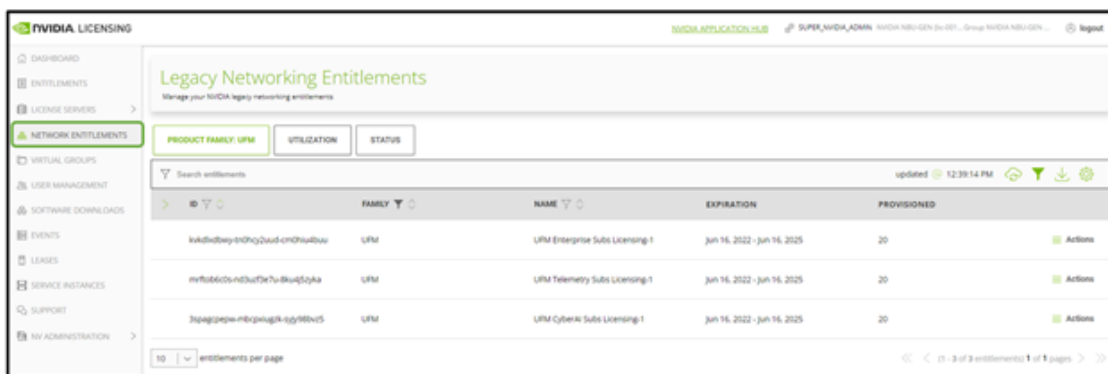 NVIDIA. LICENSING
NVIDIA APPLICATION HUB
SUPER_NVIDIA_ADMIN
logout
DASHBOARD
ENTITLEMENTS
LICENSE SERVERS
NETWORK ENTITLEMENTS
VIRTUAL GROUPS
USER MANAGEMENT
SOFTWARE DOWNLOADS
EVENTS
LEASES
SERVICE INSTANCES
SUPPORT
NV ADMINISTRATION
Legacy Networking Entitlements
Manage your NVIDIA legacy networking entitlements
PRODUCT FAMILY: UFM UTILIZATION STATUS
Search entitlements updated @ 12:39:14 PM
ID FAMILY NAME EXPIRATION PROVISIONED
UFM UFM Enterprise Subs Licensing-1 Jun 16, 2022 - Jun 16, 2025 20 Actions
UFM UFM Telemetry Subs Licensing-1 Jun 16, 2022 - Jun 16, 2025 20 Actions
UFM UFM CyberAI Subs Licensing-1 Jun 16, 2022 - Jun 16, 2025 20 Actions
10 entitlements per page (1 - 3 of 3 entitlements) 1 of 1 pages